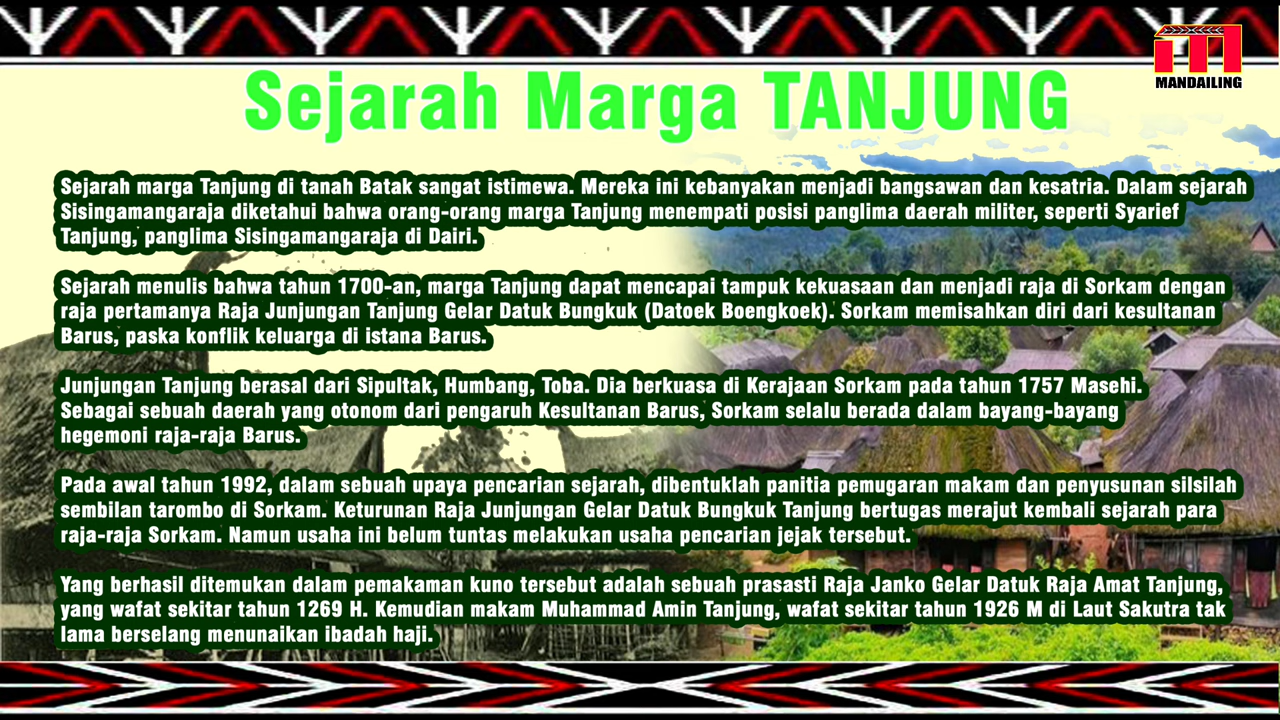 MANDAILING
Sejarah Marga TANJUNG
Sejarah marga Tanjung di tanah Batak sangat istimewa. Mereka ini kebanyakan menjadi bangsawan dan kesatria. Dalam sejarah
Sisingamangaraja diketahui bahwa orang-orang marga Tanjung menempati posisi panglima daerah militer, seperti Syarief
Tanjung, panglima Sisingamangaraja di Dairi.
Sejarah menulis bahwa tahun 1700-an, marga Tanjung dapat mencapai tampuk kekuasaan dan menjadi raja di Sorkam dengan
raja pertamanya Raja Junjungan Tanjung Gelar Datuk Bungkuk (Datoek Boengkoek). Sorkam memisahkan diri dari kesultanan
Barus, paska konflik keluarga di istana Barus.
Junjungan Tanjung berasal dari Sipultak, Humbang, Toba. Dia berkuasa di Kerajaan Sorkam pada tahun 1757 Masehi.
Sebagai sebuah daerah yang otonom dari pengaruh Kesultanan Barus, Sorkam selalu berada dalam bayang-bayang
hegemoni raja-raja Barus.
Pada awal tahun 1992, dalam sebuah upaya pencarian sejarah, dibentuklah panitia pemugaran makam dan penyusunan silsilah
sembilan tarombo di Sorkam. Keturunan Raja Junjungan Gelar Datuk Bungkuk Tanjung bertugas merajut kembali sejarah para
raja-raja Sorkam. Namun usaha ini belum tuntas melakukan usaha pencarian jejak tersebut.
Yang berhasil ditemukan dalam pemakaman kuno tersebut adalah sebuah prasasti Raja Janko Gelar Datuk Raja Amat Tanjung,
yang wafat sekitar tahun 1269 H. Kemudian makam Muhammad Amin Tanjung, wafat sekitar tahun 1926 M di Laut Sakutra tak
lama berselang menunaikan ibadah haji.